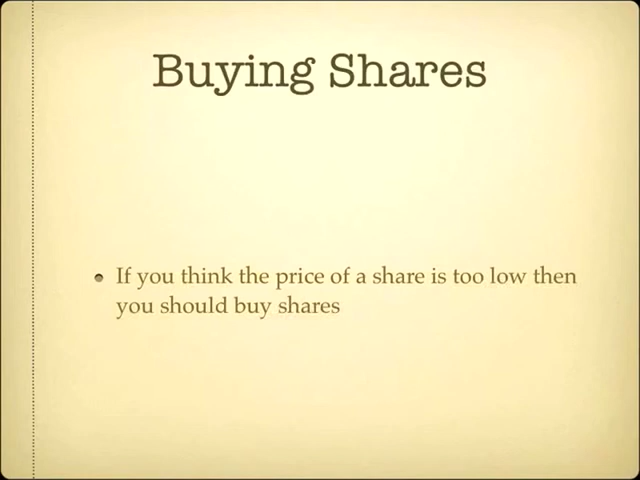 Buying Shares
If you think the price of a share is too low then
you should buy shares